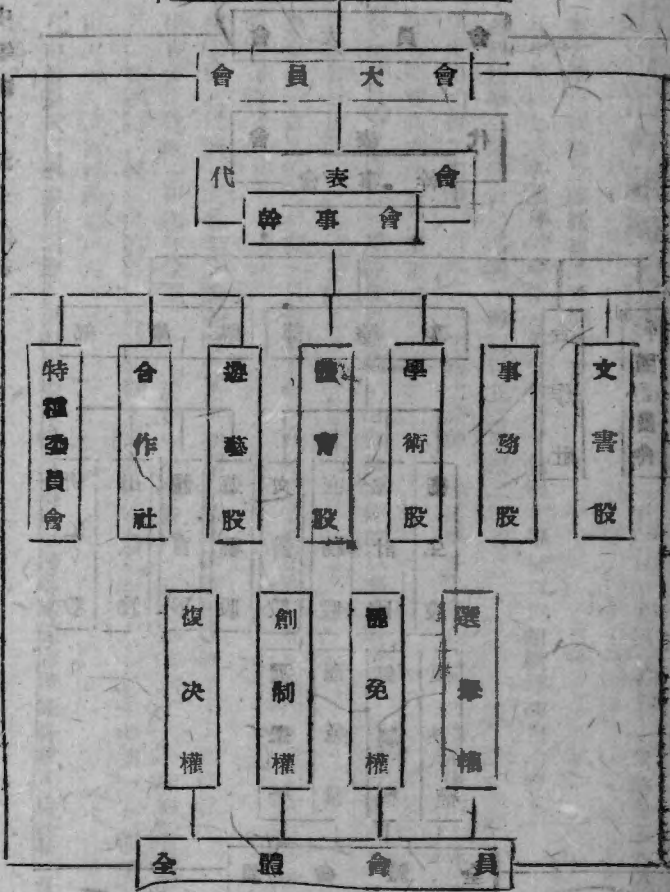 會員大會
代表會
幹事會
文書股
事務股
學術股
體育股
遊藝股
合作社
特種委員會
選舉權
罷免權
創制權
復决權
全體會員